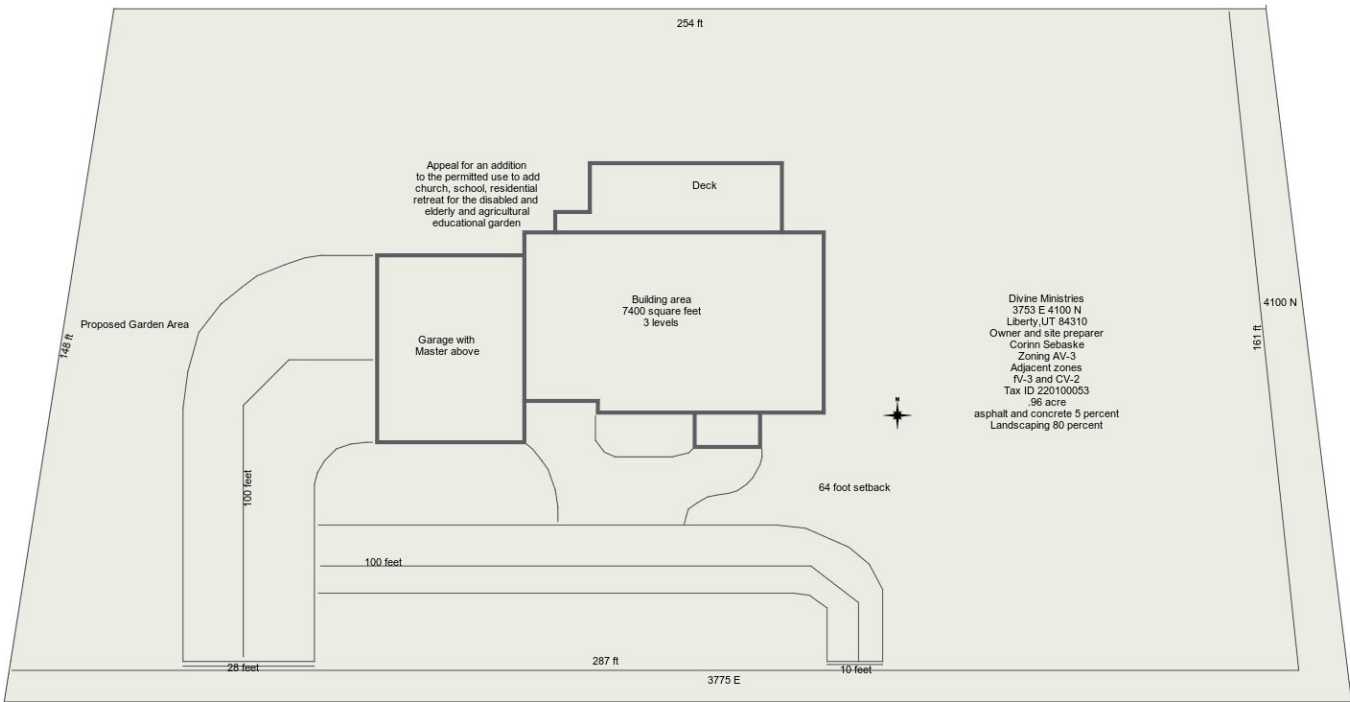 254 ft
Appeal for an addition
to the permitted use to add
church, school, residential
retreat for the disabled and
elderly and agricultural
educational garden
Deck
Building area
7400 square feet
3 levels
Garage with
Master above
Proposed Garden Area
148 ft
Divine Ministries
3753 E 4100 N
Liberty,UT 84310
Owner and site preparer
Corinn Sebaske
Zoning AV-3
Adjacent zones
fV-3 and CV-2
Tax ID 220100053
.96 acre
asphalt and concrete 5 percent
Landscaping 80 percent
4100 N
161 ft
N
64 foot setback
100 feet
100 feet
28 feet
287 ft
10 feet
3775 E